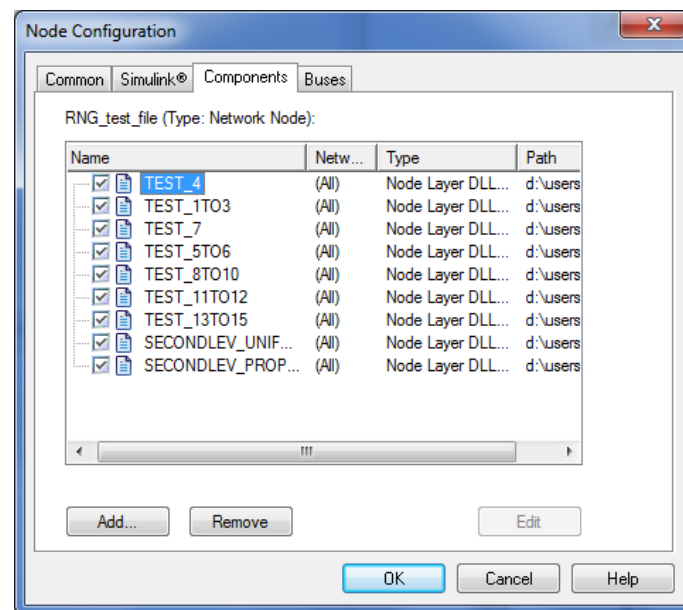 Node Configuration
Common Simulink® Components Buses
RNG_test_file (Type: Network Node):
Name Netw... Type Path
TEST_4 (All) Node Layer DLL... d:\users
TEST_1TO3 (All) Node Layer DLL... d:\users
TEST_7 (All) Node Layer DLL... d:\users
TEST_5TO6 (All) Node Layer DLL... d:\users
TEST_8TO10 (All) Node Layer DLL... d:\users
TEST_11TO12 (All) Node Layer DLL... d:\users
TEST_13TO15 (All) Node Layer DLL... d:\users
SECONDLEV_UNIF... (All) Node Layer DLL... d:\users
SECONDLEV_PROP... (All) Node Layer DLL... d:\users
Add... Remove Edit
OK Cancel Help